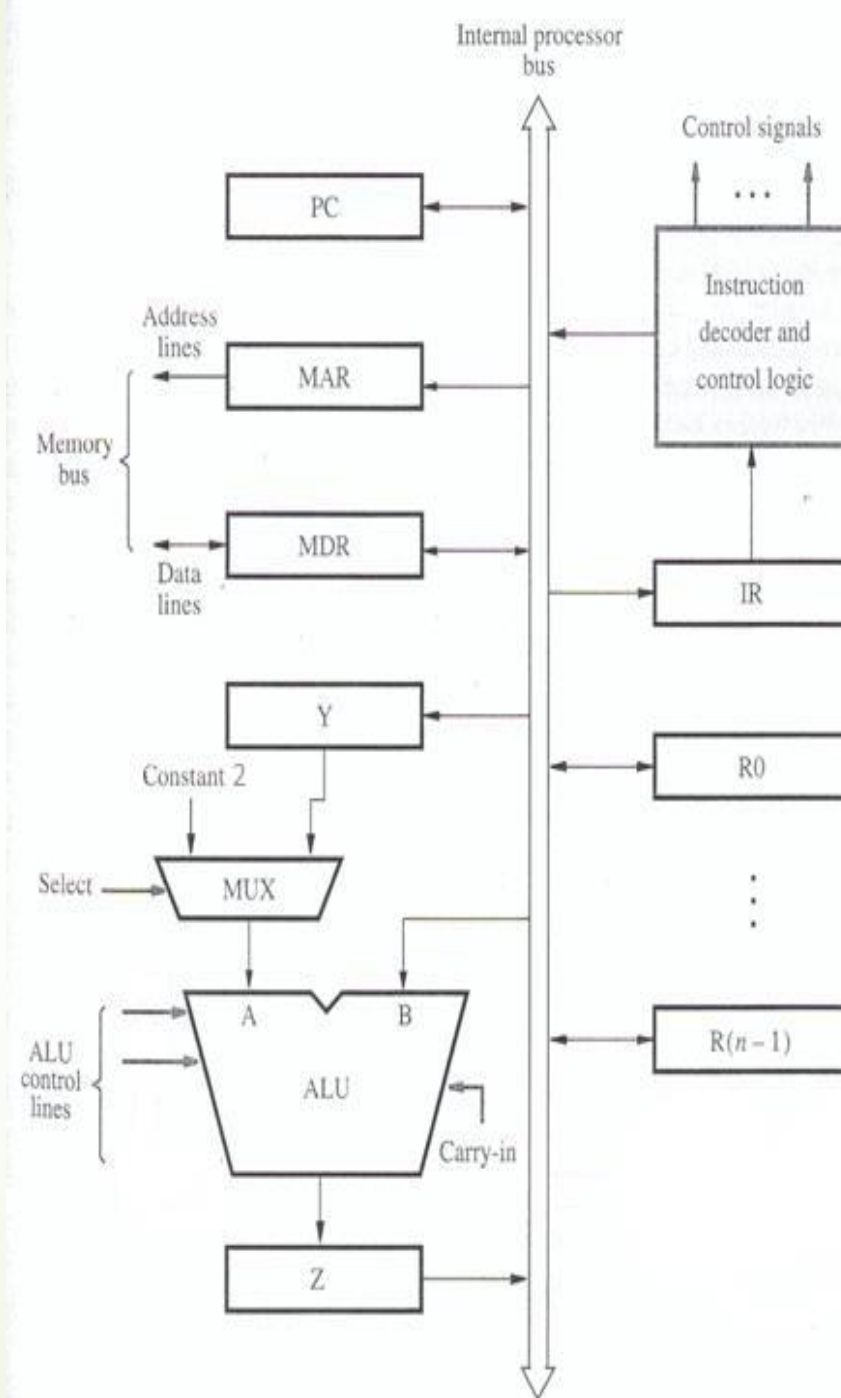 Internal processor
bus
Control signals
...
PC
Instruction
decoder and
control logic
Address
lines
MAR
Memory
bus
MDR
Data
lines
IR
Y
R0
Constant 2
Select
MUX
A
B
R(n – 1)
ALU
control
lines
ALU
Carry-in
Z